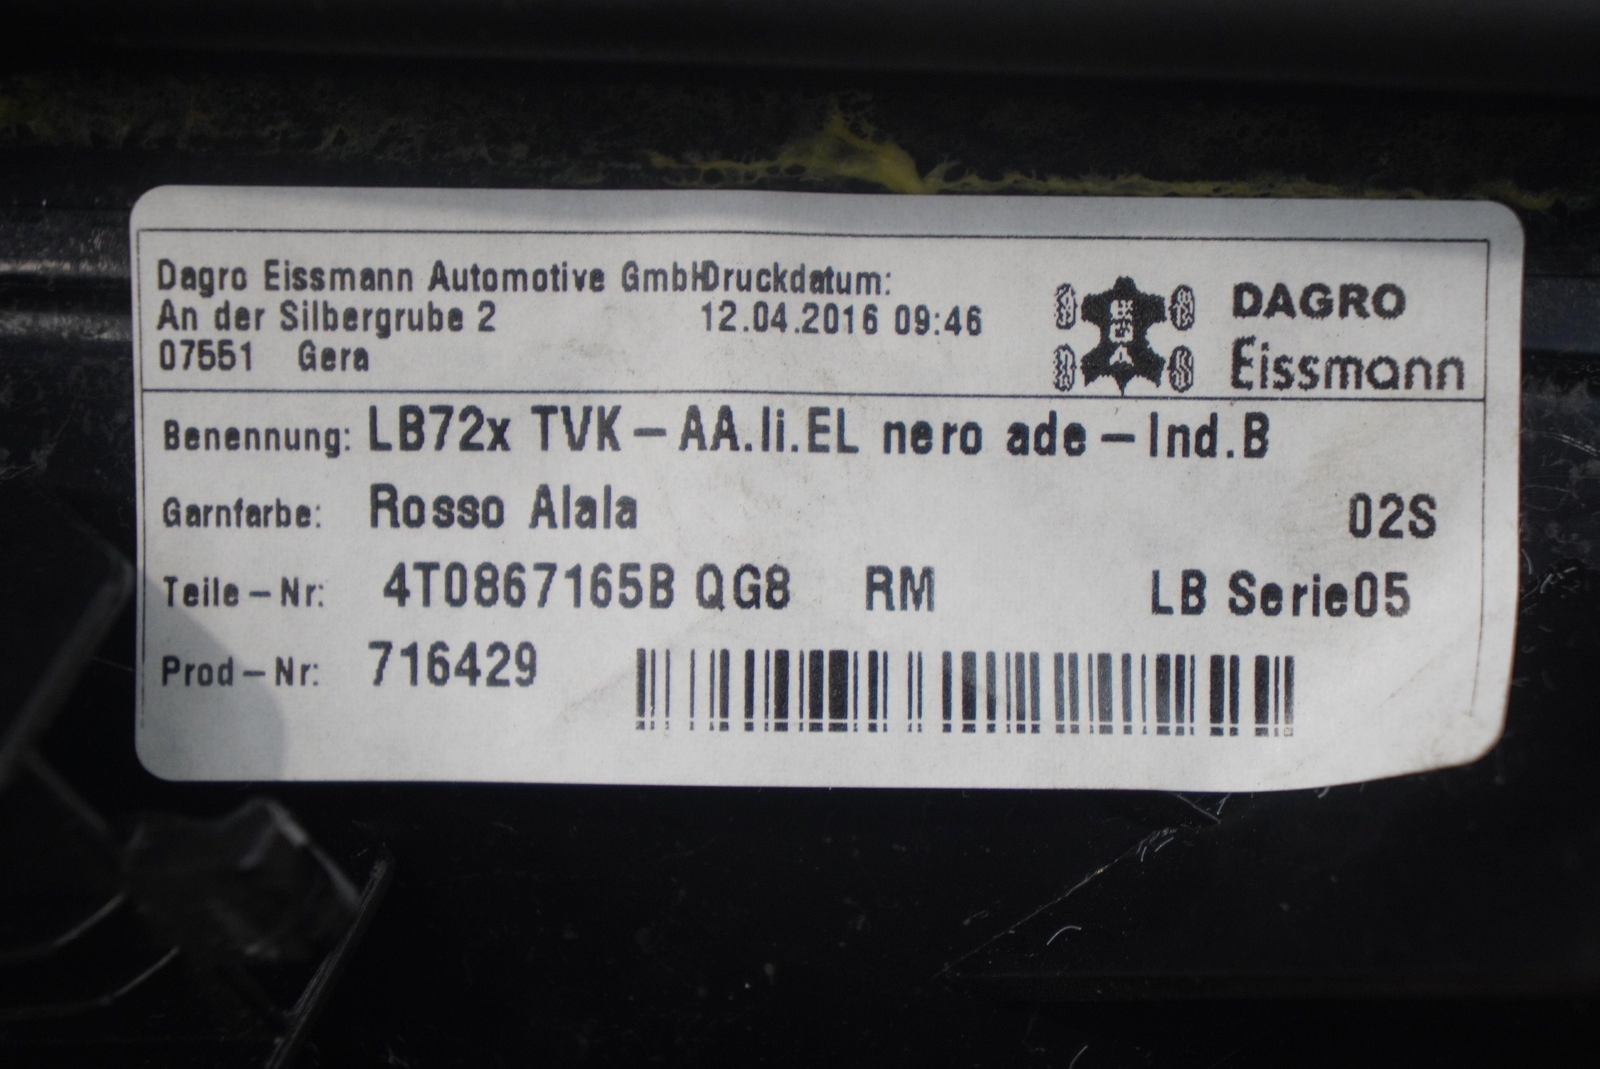 Dagro Eissmann Automotive GmbH Druckdatum:
An der Silbergrube 2 12.04.2016 09:46
07551 Gera
DAGRO
Eissmann
Benennung: LB72x TVK-AA.li.EL nero ade-Ind.B
Garnfarbe: Rosso Alala 02S
Teile-Nr: 4T0867165B QG8 RM LB Serie05
Prod-Nr: 716429